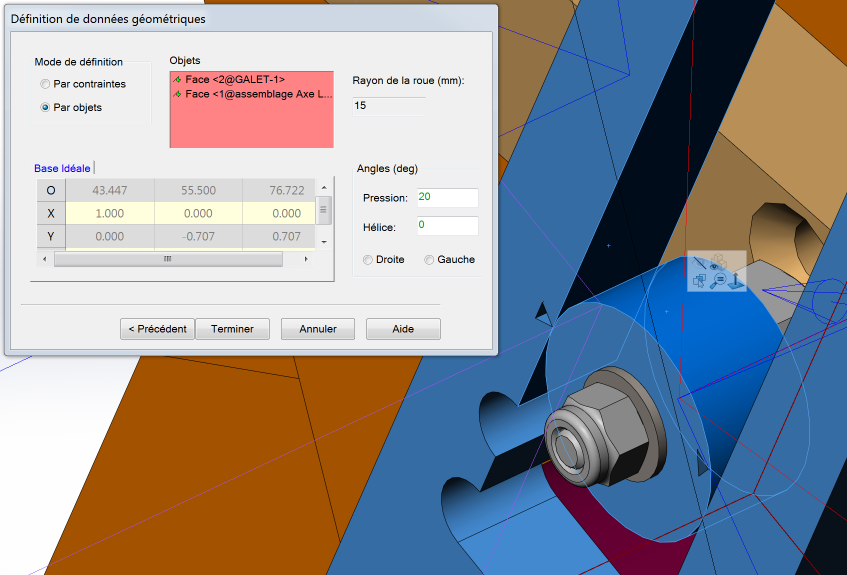 Définition de données géométriques
Mode de définition
Par contraintes
Par objets
Objets
Face <2@GALET-1>
Face <1@assemblage Axe L...
Rayon de la roue (mm):
15
Base Idéale
O 43.447 55.500 76.722
X 1.000 0.000 0.000
Y 0.000 -0.707 0.707
Angles (deg)
Pression: 20
Hélice: 0
Droite Gauche
< Précédent Terminer Annuler Aide